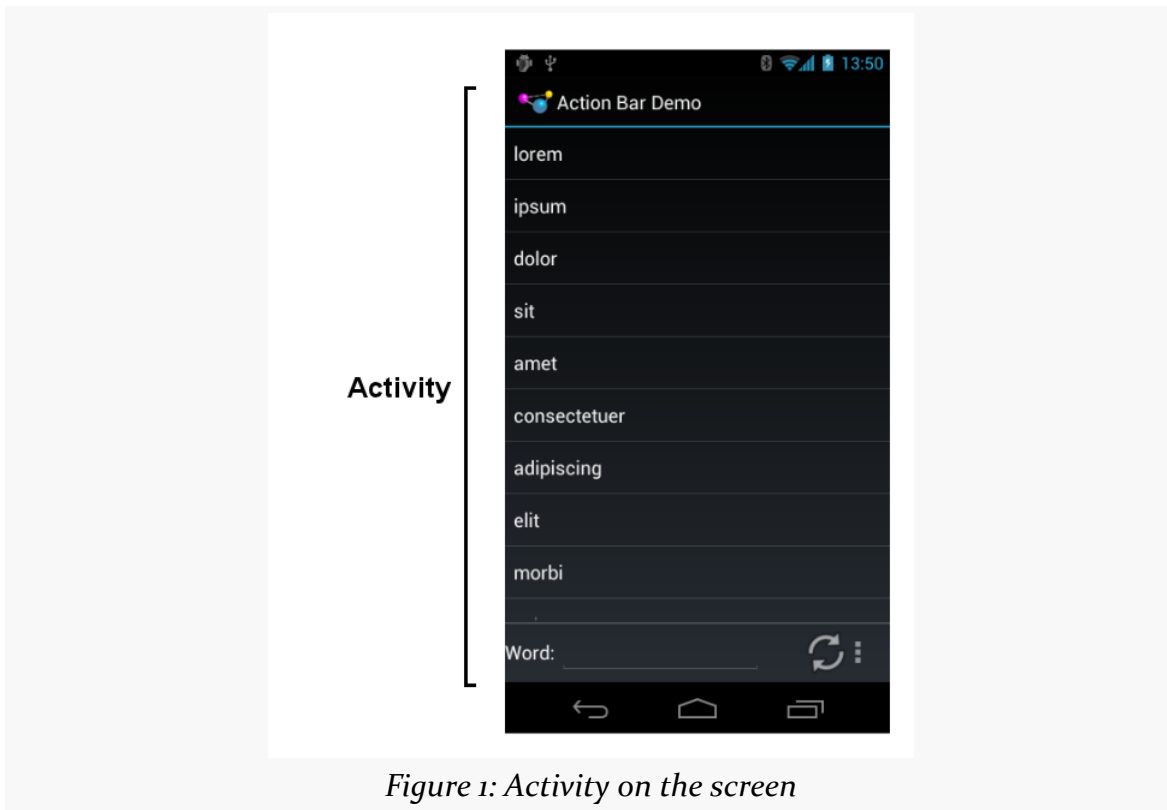 13:50
Action Bar Demo
lorem
ipsum
dolor
sit
amet
Activity
consectetuer
adipiscing
elit
morbi
Word:
Figure 1: Activity on the screen